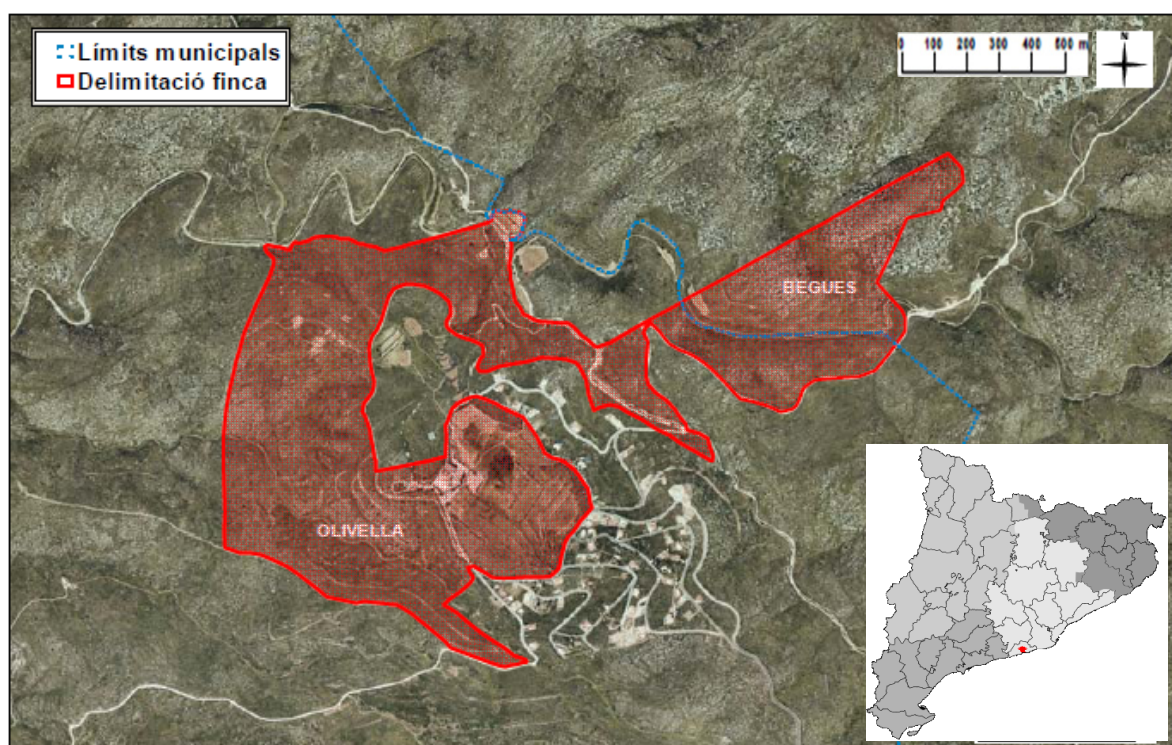 Límits municipals
Delimitació finca
0 100 200 300 400 500 m
N
BEGUES
OLIVELLA